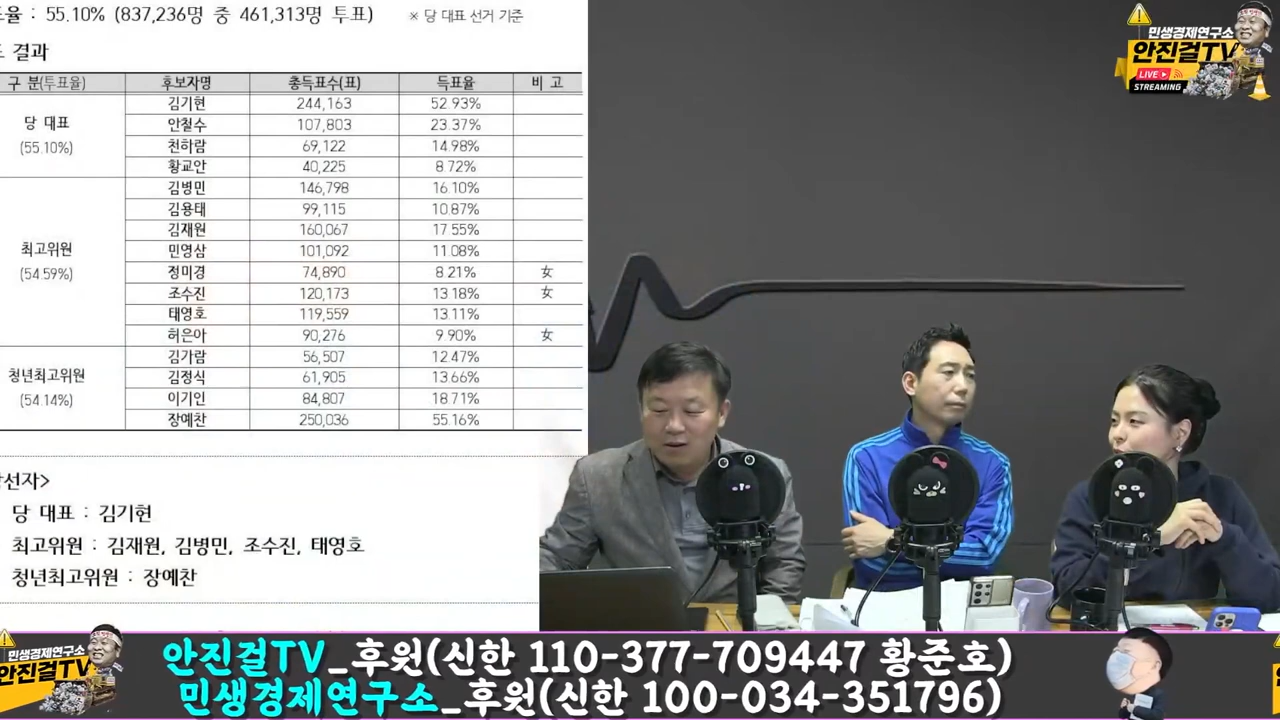 율 : 55.10% (837,236명 중 461,313명 투표) ※ 당 대표 선거 기준
결과
구 분(투표율) 후보자명 총득표수(표) 득표율 비 고
당 대표 (55.10%)
김기현 244,163 52.93%
안철수 107,803 23.37%
천하람 69,122 14.98%
황교안 40,225 8.72%
최고위원 (54.59%)
김병민 146,798 16.10%
김용태 99,115 10.87%
김재원 160,067 17.55%
민영삼 101,092 11.08%
정미경 74,890 8.21% 女
조수진 120,173 13.18% 女
태영호 119,559 13.11%
허은아 90,276 9.90% 女
청년최고위원 (54.14%)
김가람 56,507 12.47%
김정식 61,905 13.66%
이기인 84,807 18.71%
장예찬 250,036 55.16%
선자>
당 대표 : 김기현
최고위원 : 김재원, 김병민, 조수진, 태영호
청년최고위원 : 장예찬
민생경제연구소
안진걸TV
LIVE
STREAMING
민생경제연구소
안진걸TV
안진걸TV_후원(신한 110-377-709447 황준호)
민생경제연구소_후원(신한 100-034-351796)